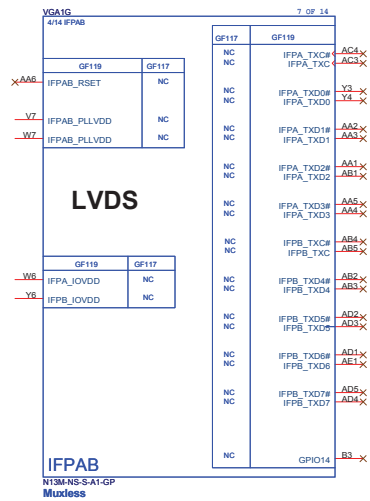 VGA1G 7 OF 14
4/14 IFPAB
GF119 GF117
AA6 IFPAB_RSET NC
V7 IFPAB_PLLVDD NC
W7 IFPAB_PLLVDD NC
LVDS
GF119 GF117
W6 IFPA_IOVDD NC
Y6 IFPB_IOVDD NC
GF117 GF119
NC IFPA_TXC# AC4
NC IFPA_TXC AC3
NC IFPA_TXD0# Y3
NC IFPA_TXD0 Y4
NC IFPA_TXD1# AA2
NC IFPA_TXD1 AA3
NC IFPA_TXD2# AA1
NC IFPA_TXD2 AB1
NC IFPA_TXD3# AA5
NC IFPA_TXD3 AA4
NC IFPB_TXC# AB4
NC IFPB_TXC AB5
NC IFPB_TXD4# AB2
NC IFPB_TXD4 AB3
NC IFPB_TXD5# AD2
NC IFPB_TXD5 AD3
NC IFPB_TXD6# AD1
NC IFPB_TXD6 AE1
NC IFPB_TXD7# AD5
NC IFPB_TXD7 AD4
NC GPIO14 B3
IFPAB
N13M-NS-S-A1-GP
Muxless